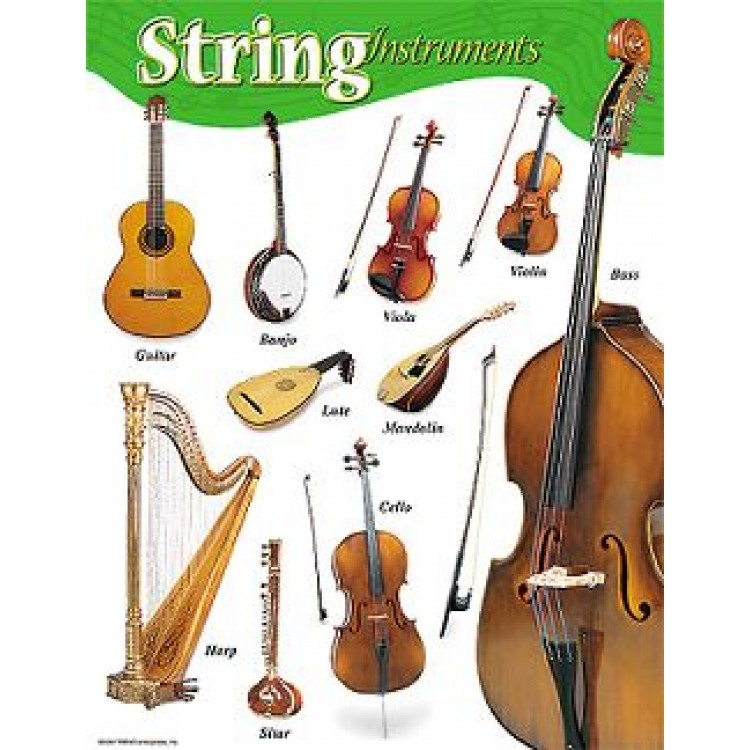 String Instruments
Guitar
Banjo
Viola
Violin
Bass
Lute
Mandolin
Cello
Harp
Sitar